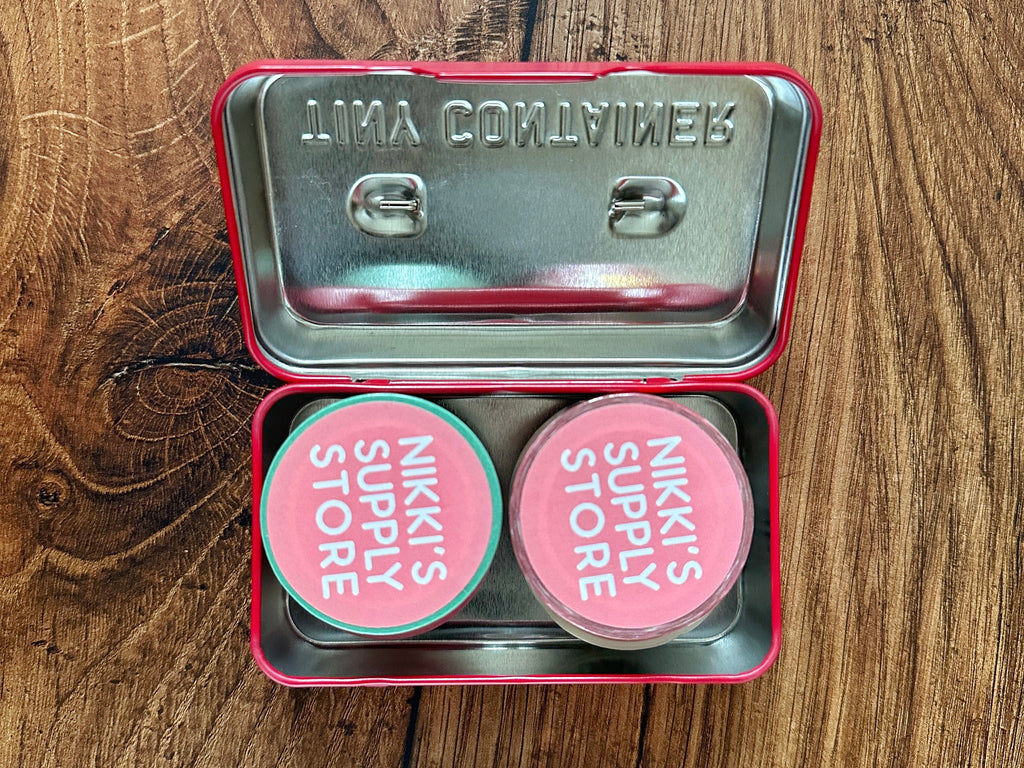 TINY CONTAINER
NIKKI'S
SUPPLY
STORE
NIKKI'S
SUPPLY
STORE